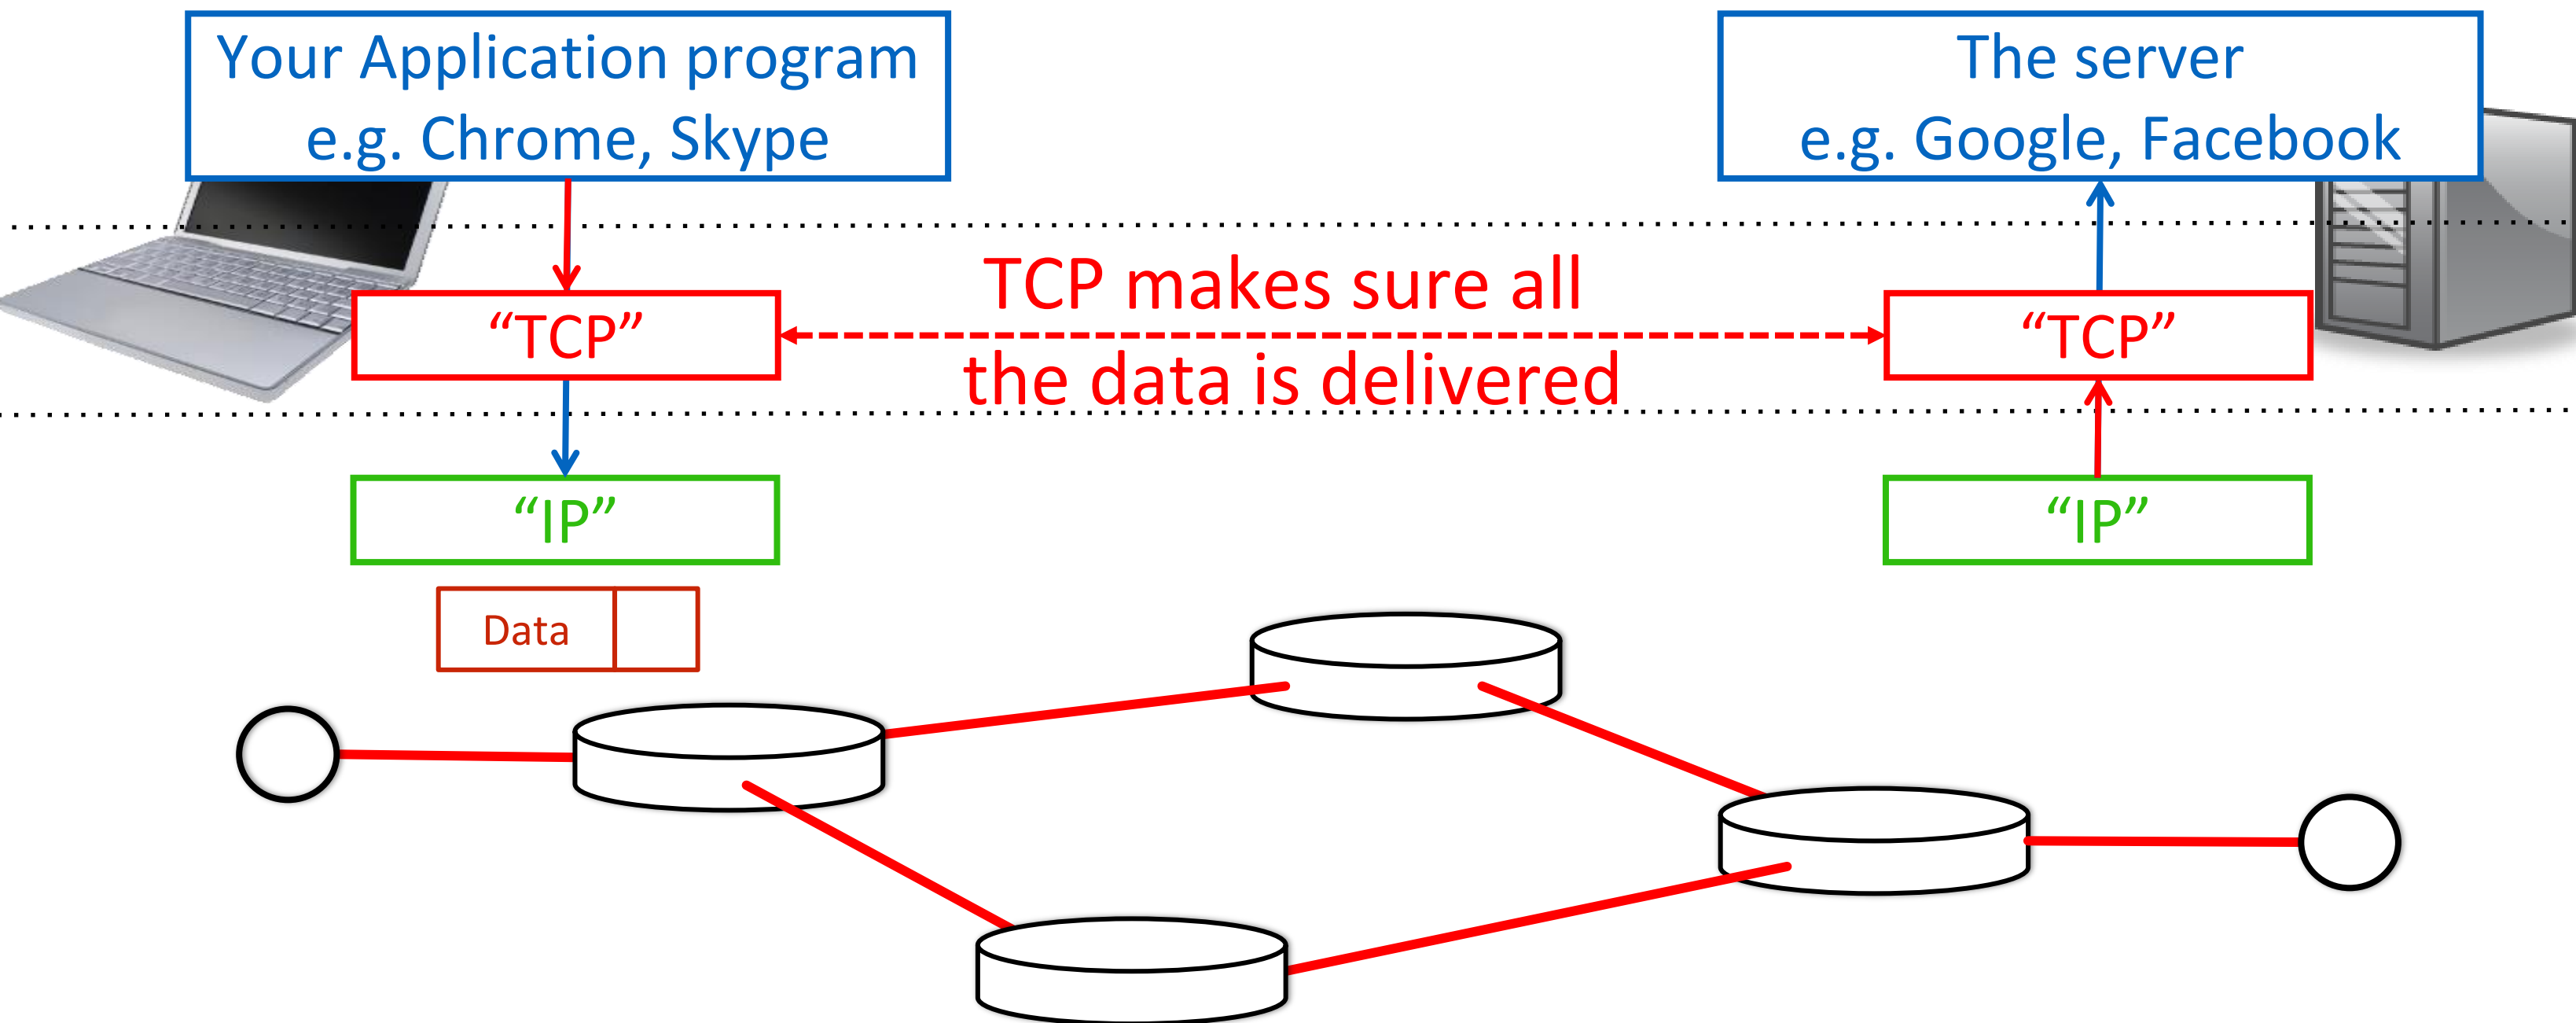 Your Application program
e.g. Chrome, Skype
The server
e.g. Google, Facebook
TCP makes sure all
the data is delivered
“TCP”
“TCP”
“IP”
“IP”
Data